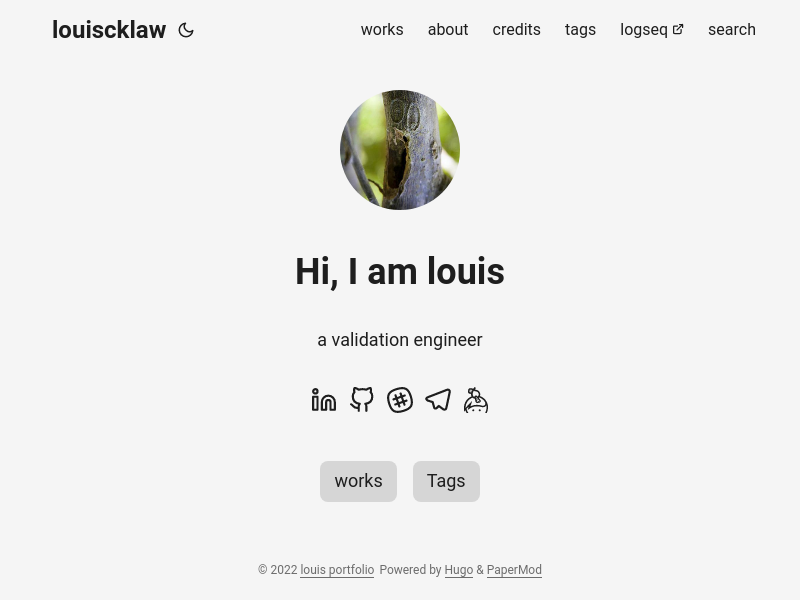 louiscklaw
works about credits tags logseq search
Hi, I am louis
a validation engineer
works Tags
© 2022 louis portfolio Powered by Hugo & PaperMod